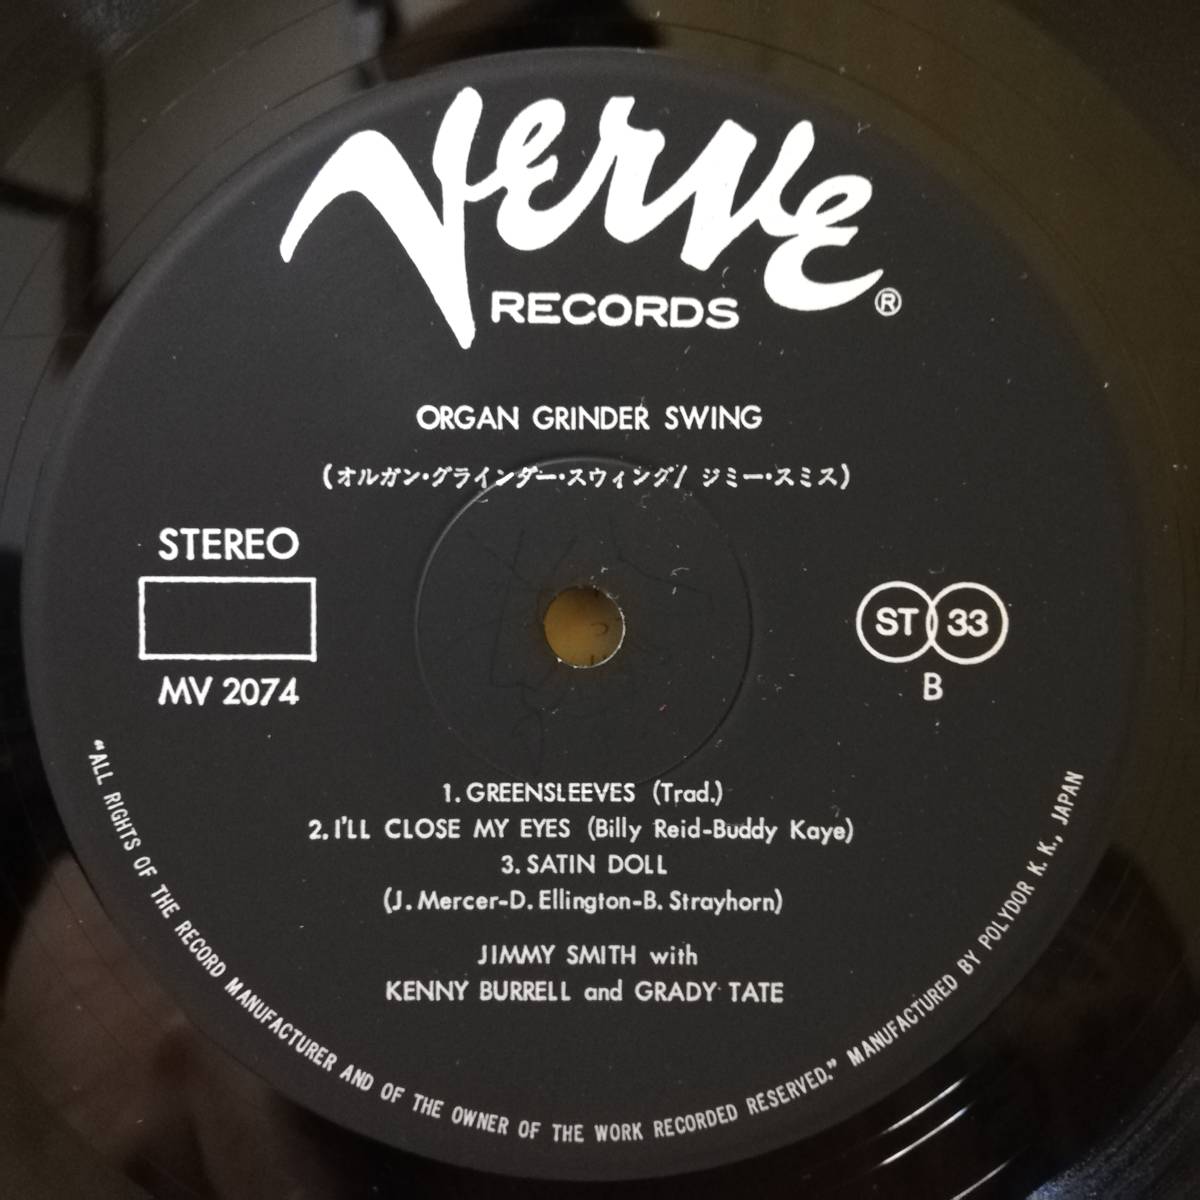 Verve
RECORDS ®
ORGAN GRINDER SWING
(オルガン・グラインダー・スウィング/ ジミー・スミス)
STEREO
MV 2074
ST 33
B
1. GREENSLEEVES (Trad.)
2. I'LL CLOSE MY EYES (Billy Reid-Buddy Kaye)
3. SATIN DOLL
(J. Mercer-D. Ellington-B. Strayhorn)
JIMMY SMITH with
KENNY BURRELL and GRADY TATE
"ALL RIGHTS OF THE RECORD MANUFACTURER AND OF THE OWNER OF THE WORK RECORDED RESERVED." MANUFACTURED BY POLYDOR K. K., JAPAN